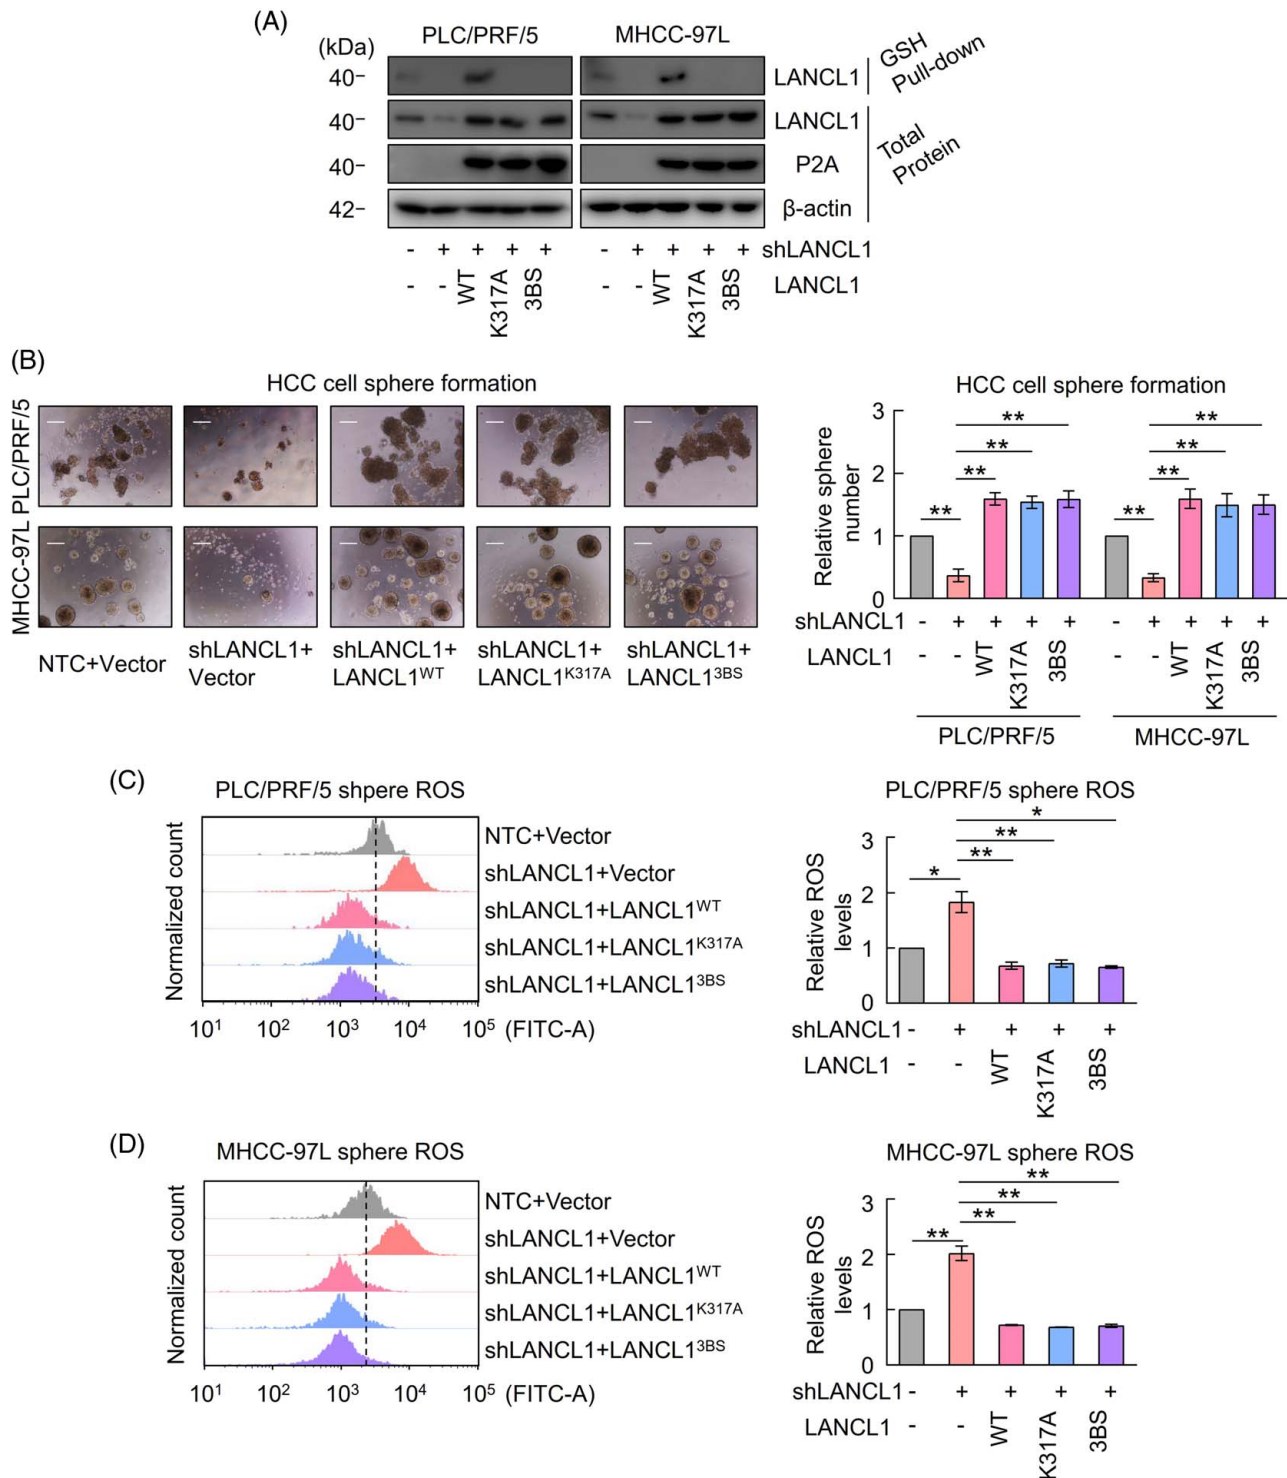 (A)
PLC/PRF/5 MHCC-97L
(kDa)
40– LANCL1 GSH Pull-down
40– LANCL1
40– P2A
42– β-actin
Total Protein
- + + + + - + + + + shLANCL1
- - WT K317A 3BS - - WT K317A 3BS LANCL1
(B)
HCC cell sphere formation
PLC/PRF/5
MHCC-97L
NTC+Vector
shLANCL1+
Vector
shLANCL1+
LANCL1WT
shLANCL1+
LANCL1K317A
shLANCL1+
LANCL13BS
HCC cell sphere formation
Relative sphere
number
3
2
1
0
** ** ** ** ** ** ** **
shLANCL1 - + + + + - + + + +
LANCL1 - - WT K317A 3BS - - WT K317A 3BS
PLC/PRF/5 MHCC-97L
(C)
PLC/PRF/5 shpere ROS
Normalized count
NTC+Vector
shLANCL1+Vector
shLANCL1+LANCL1WT
shLANCL1+LANCL1K317A
shLANCL1+LANCL13BS
10¹ 10² 10³ 10⁴ 10⁵ (FITC-A)
PLC/PRF/5 sphere ROS
Relative ROS
levels
3
2
1
0
*
**
**
*
shLANCL1 - + + + +
LANCL1 - - WT K317A 3BS
(D)
MHCC-97L sphere ROS
Normalized count
NTC+Vector
shLANCL1+Vector
shLANCL1+LANCL1WT
shLANCL1+LANCL1K317A
shLANCL1+LANCL13BS
10¹ 10² 10³ 10⁴ 10⁵ (FITC-A)
MHCC-97L sphere ROS
Relative ROS
levels
3
2
1
0
**
**
**
**
shLANCL1 - + + + +
LANCL1 - - WT K317A 3BS